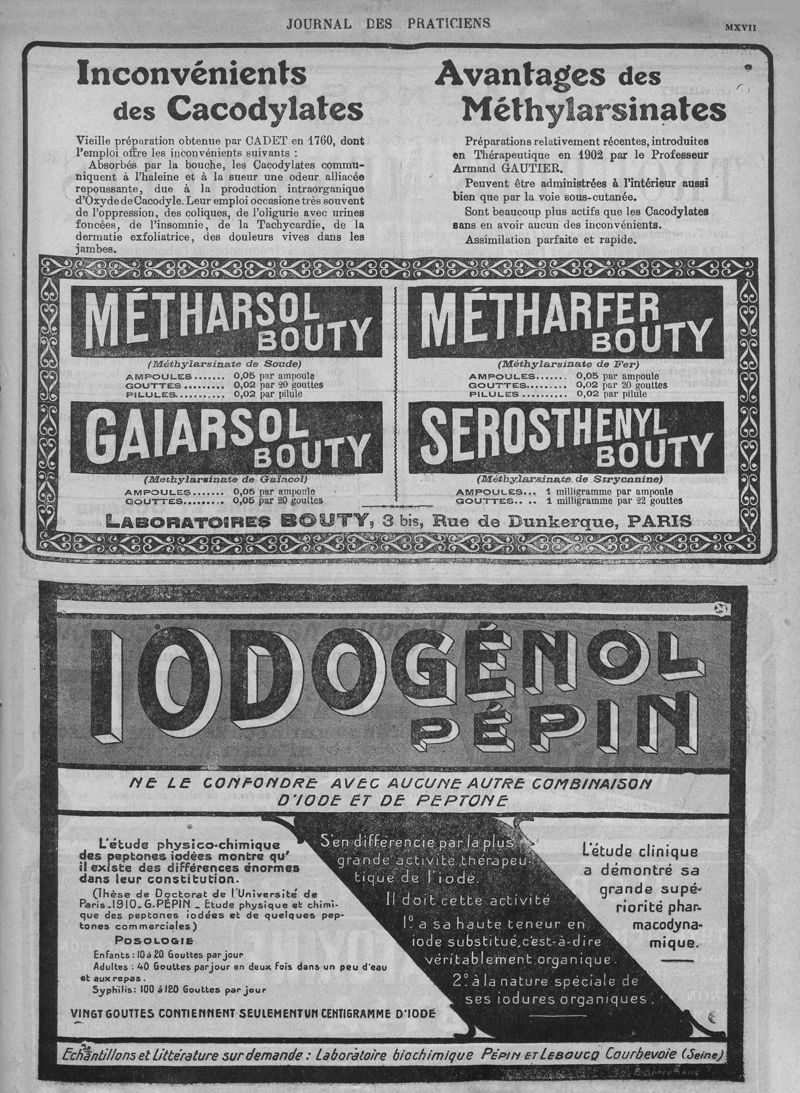 JOURNAL DES PRATICIENS
MXVII
Inconvénients
des Cacodylates
Vieille préparation obtenue par CADET en 1760, dont
l'emploi offre les inconvénients suivants :
Absorbés par la bouche, les Cacodylates commu-
niquent à l'haleine et à la sueur une odeur alliacée
repoussante, due à la production intraorganique
d'Oxyde de Cacodyle. Leur emploi occasione très souvent
de l'oppression, des coliques, de l'oligurie avec urines
foncées, de l'insomnie, de la Tachycardie, de la
dermatie exfoliatrice, des douleurs vives dans les
jambes.
Avantages des
Méthylarsinates
Préparations relativement récentes, introduites
en Thérapeutique en 1902 par le Professeur
Armand GAUTIER.
Peuvent être administrées à l'intérieur aussi
bien que par la voie sous-cutanée.
Sont beaucoup plus actifs que les Cacodylates
sans en avoir aucun des inconvénients.
Assimilation parfaite et rapide.
MÉTHARSOL
BOUTY
(Méthylarsinate de Soude)
AMPOULES....... 0,05 par ampoule
GOUTTES......... 0,02 par 20 gouttes
PILULES........... 0,02 par pilule
MÉTHARFER
BOUTY
(Méthylarsinate de Fer)
AMPOULES....... 0,05 par ampoule
GOUTTES......... 0,02 par 20 gouttes
PILULES .......... 0,02 par pilule
GAIARSOL
BOUTY
(Methylarsinate de Gaïacol)
AMPOULES....... 0,05 par ampoule
GOUTTES......... 0,05 par 20 gouttes
SEROSTHENYL
BOUTY
(Méthylarsinate de Strycnnine)
AMPOULES... 1 milligramme par ampoule
GOUTTES.. .. 1 milligramme par 22 gouttes
LABORATOIRES BOUTY, 3 bis, Rue de Dunkerque, PARIS
IODOGÉNOL
PÉPIN
NE LE CONFONDRE AVEC AUCUNE AUTRE COMBINAISON
D'IODE ET DE PEPTONE
L'étude physico-chimique
des peptones iodées montre qu'
il existe des différences énormes
dans leur constitution.
(Thèse de Doctorat de l'Université de
Paris_1910_G. PÉPIN _ Etude physique et chimi-
que des peptones iodées et de quelques pep-
tones commerciales)
POSOLOGIE
Enfants : 10 à 20 Gouttes par jour
Adultes : 40 Gouttes par jour en deux fois dans un peu d'eau
et aux repas.
Syphilis: 100 à 120 Gouttes par jour
VINGT GOUTTES CONTIENNENT SEULEMENT UN CENTIGRAMME D'IODE
S'en différencie par la plus
grande activité thérapeu-
tique de l'iode.
Il doit cette activité
1º a sa haute teneur en
iode substitué, c'est-à-dire
véritablement organique.
2º à la nature spéciale de
ses iodures organiques.
L'étude clinique
a démontré sa
grande supé-
riorité phar-
macodyna-
mique.
Echantillons et Littérature sur demande : Laboratoire biochimique PÉPIN ET LEBOUCQ Courbevoie (Seine)